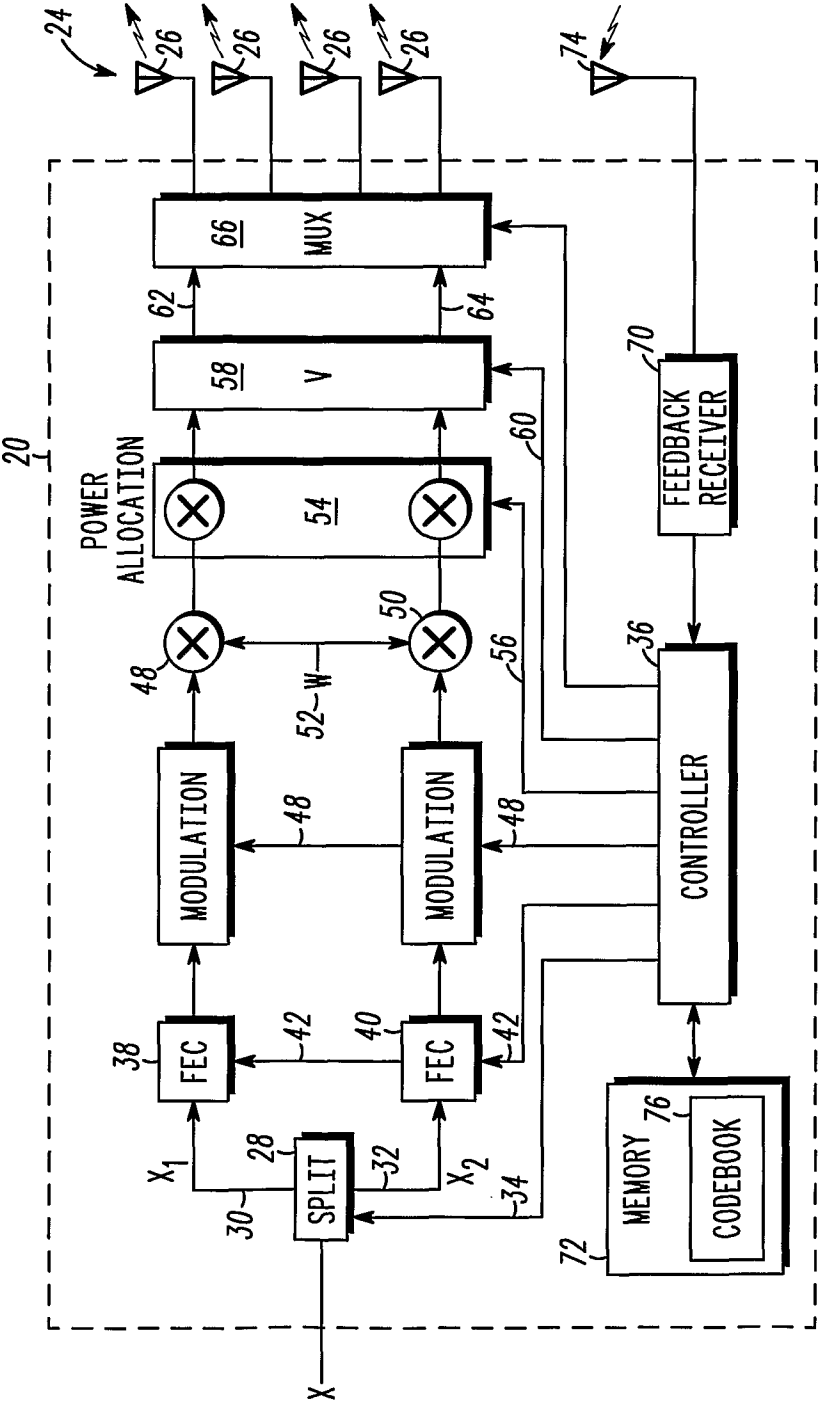 20
24
26
26
26
26
74
X
SPLIT
28
30
32
34
X1
X2
38
FEC
40
FEC
42
42
MODULATION
MODULATION
48
48
48
50
52
W
POWER
ALLOCATION
54
56
58
V
60
62
64
66
MUX
70
FEEDBACK
RECEIVER
36
CONTROLLER
72
MEMORY
76
CODEBOOK